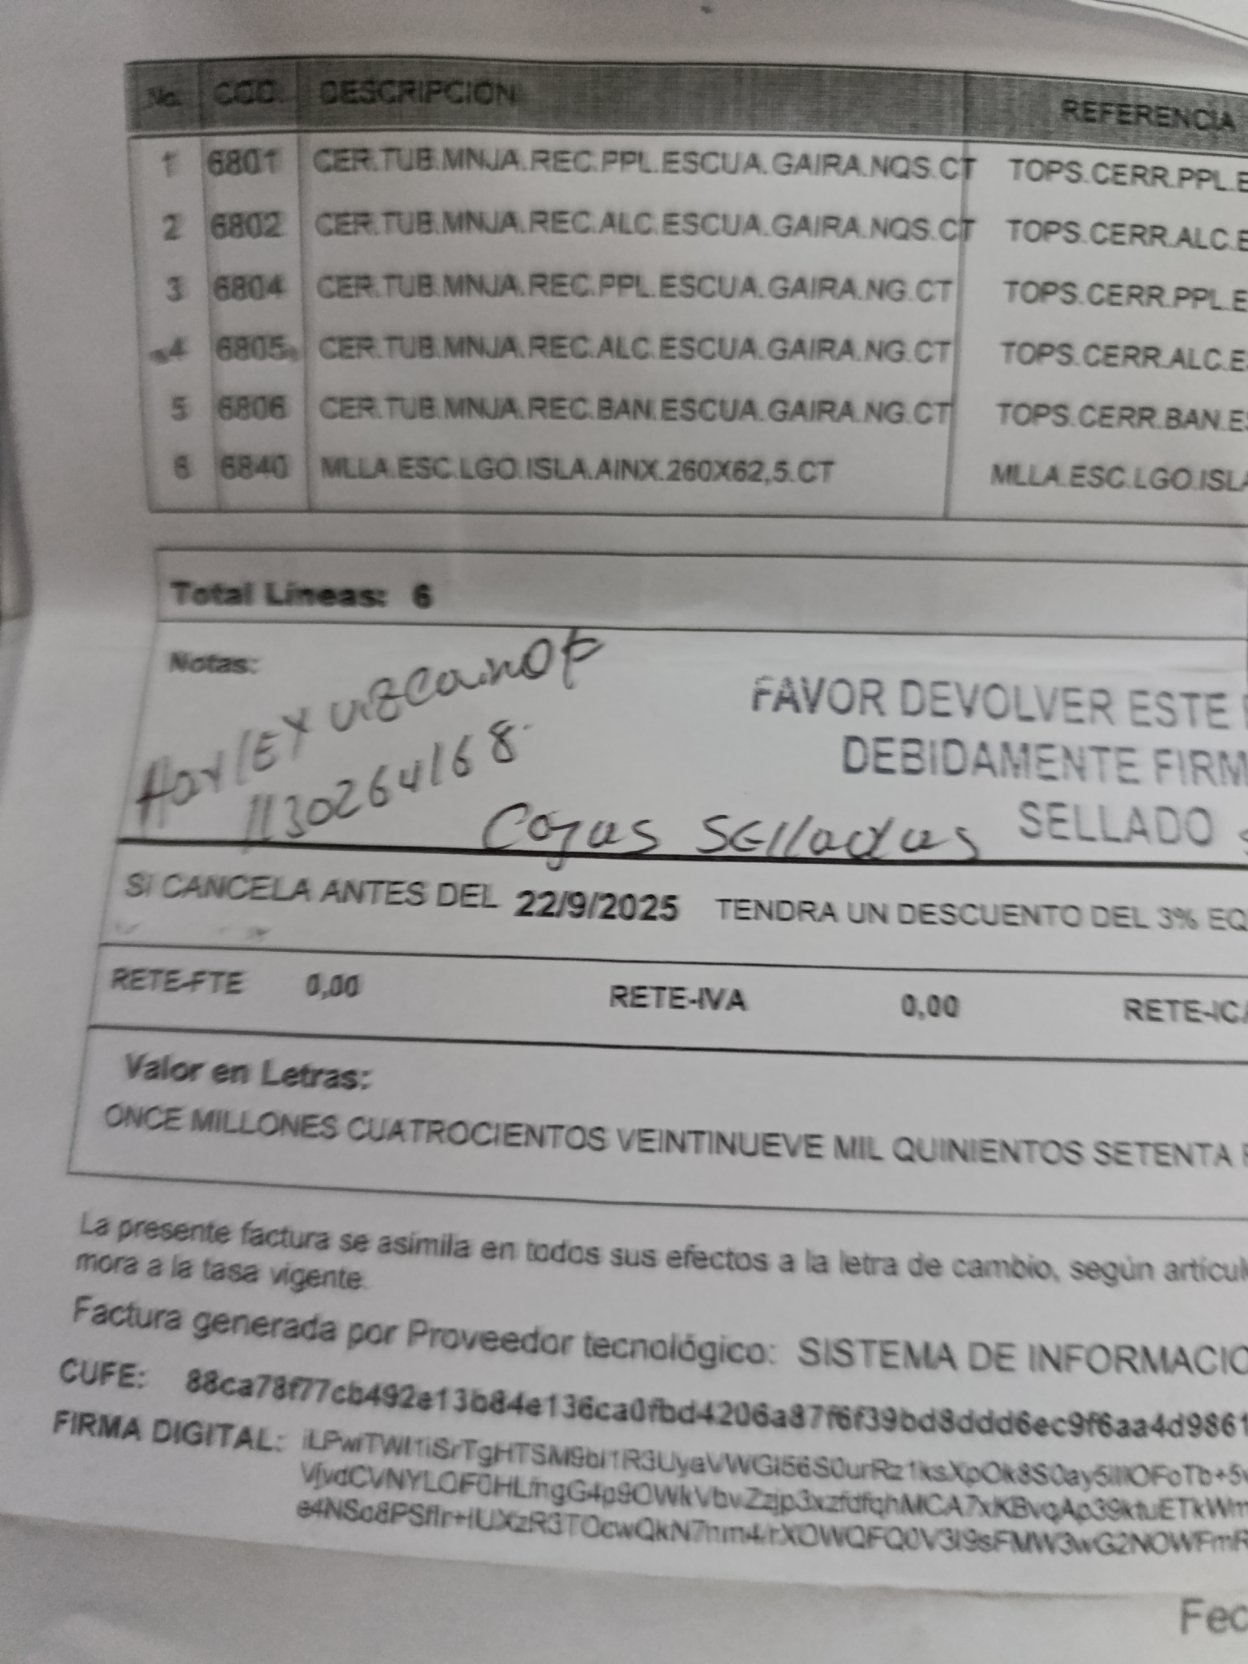 No. COD. DESCRIPCION REFERENCIA
1 6801 CER.TUB.MNJA.REC.PPL.ESCUA.GAIRA.NQS.CT TOPS.CERR.PPL.E
2 6802 CER.TUB.MNJA.REC.ALC.ESCUA.GAIRA.NQS.CT TOPS.CERR.ALC.E
3 6804 CER.TUB.MNJA.REC.PPL.ESCUA.GAIRA.NG.CT TOPS.CERR.PPL.E
4 6805 CER.TUB.MNJA.REC.ALC.ESCUA.GAIRA.NG.CT TOPS.CERR.ALC.E
5 6806 CER.TUB.MNJA.REC.BAN.ESCUA.GAIRA.NG.CT TOPS.CERR.BAN.ES
6 6840 MLLA.ESC.LGO.ISLA.AINX.260X62,5.CT MLLA.ESC.LGO.ISLA
Total Líneas: 6
Notas:
HarlEY
1130264168
Cojas SElladas
FAVOR DEVOLVER ESTE
DEBIDAMENTE FIRM
SELLADO
SI CANCELA ANTES DEL 22/9/2025 TENDRA UN DESCUENTO DEL 3% EQ
RETE-FTE 0,00 RETE-IVA 0,00 RETE-ICA
Valor en Letras:
ONCE MILLONES CUATROCIENTOS VEINTINUEVE MIL QUINIENTOS SETENTA
La presente factura se asimila en todos sus efectos a la letra de cambio, según artícul
mora a la tasa vigente.
Factura generada por Proveedor tecnológico: SISTEMA DE INFORMACIO
CUFE: 88ca78f77cb492e13b84e136ca0fbd4206a87f6f39bd8ddd6ec9f6aa4d9861
FIRMA DIGITAL:
Fec